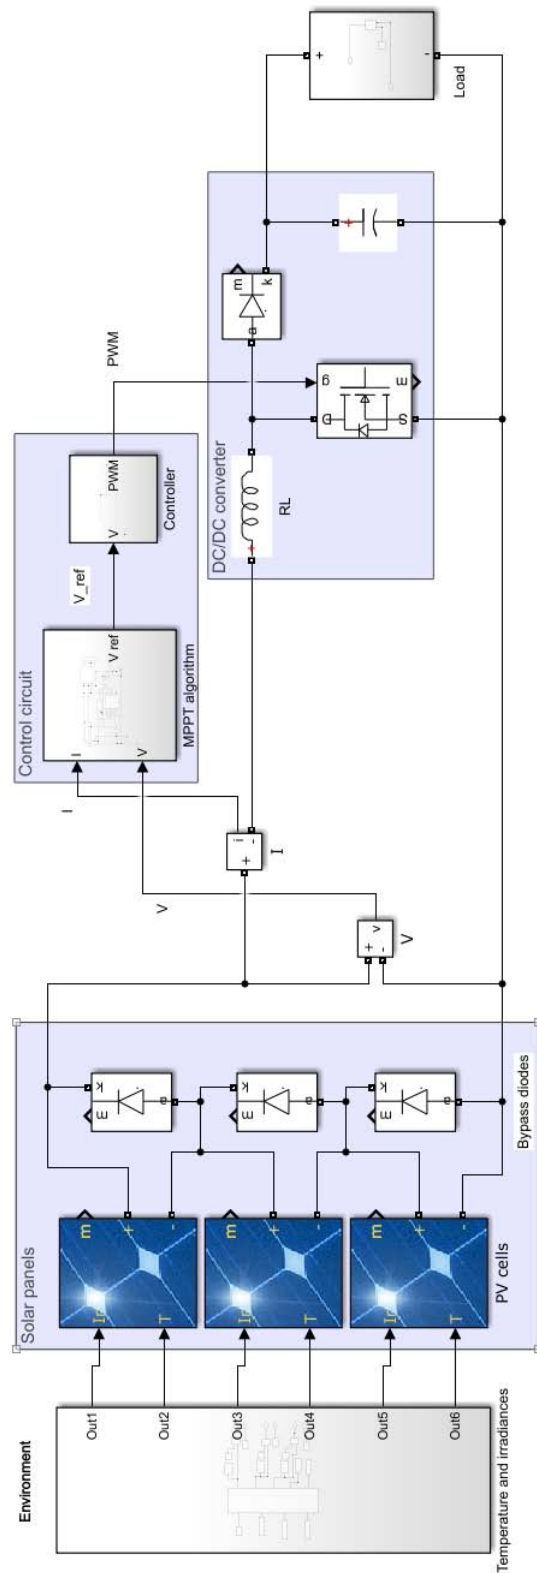 Environment
Temperature and irradiances
Out1
Out2
Out3
Out4
Out5
Out6
Solar panels
Ir
T
m
+
-
Ir
T
m
+
-
Ir
T
m
+
-
PV cells
m
k
a
m
k
a
m
k
a
Bypass diodes
+
-
v
V
V
+
-
i
I
I
Control circuit
I
V
V ref
MPPT algorithm
V_ref
V
PWM
Controller
PWM
DC/DC converter
+
RL
a
k
m
g
D
S
m
+
+
-
Load